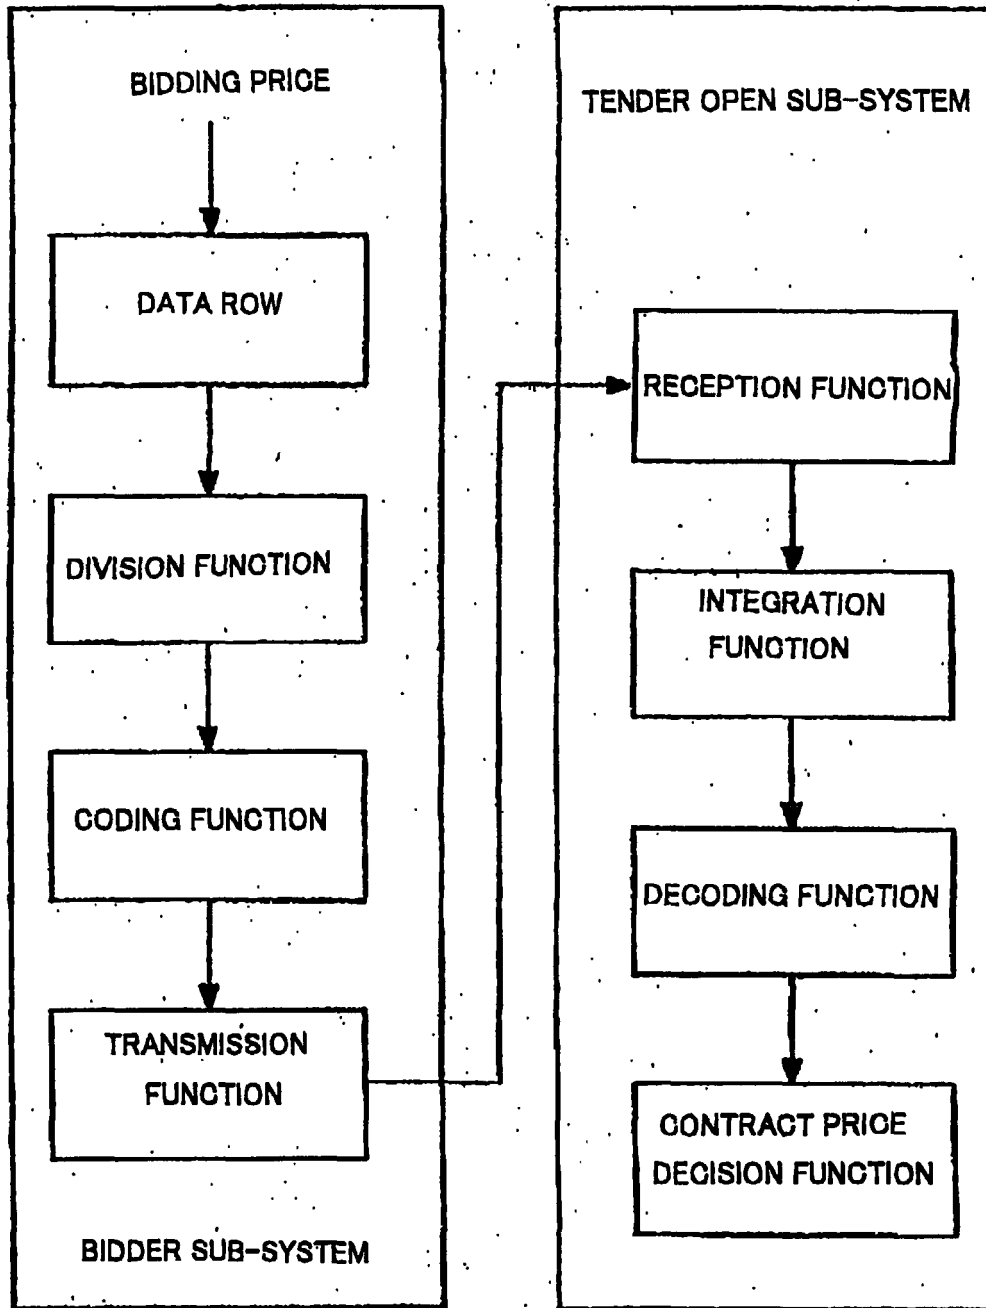 BIDDING PRICE
DATA ROW
DIVISION FUNCTION
CODING FUNCTION
TRANSMISSION
FUNCTION
BIDDER SUB-SYSTEM
TENDER OPEN SUB-SYSTEM
RECEPTION FUNCTION
INTEGRATION
FUNCTION
DECODING FUNCTION
CONTRACT PRICE
DECISION FUNCTION